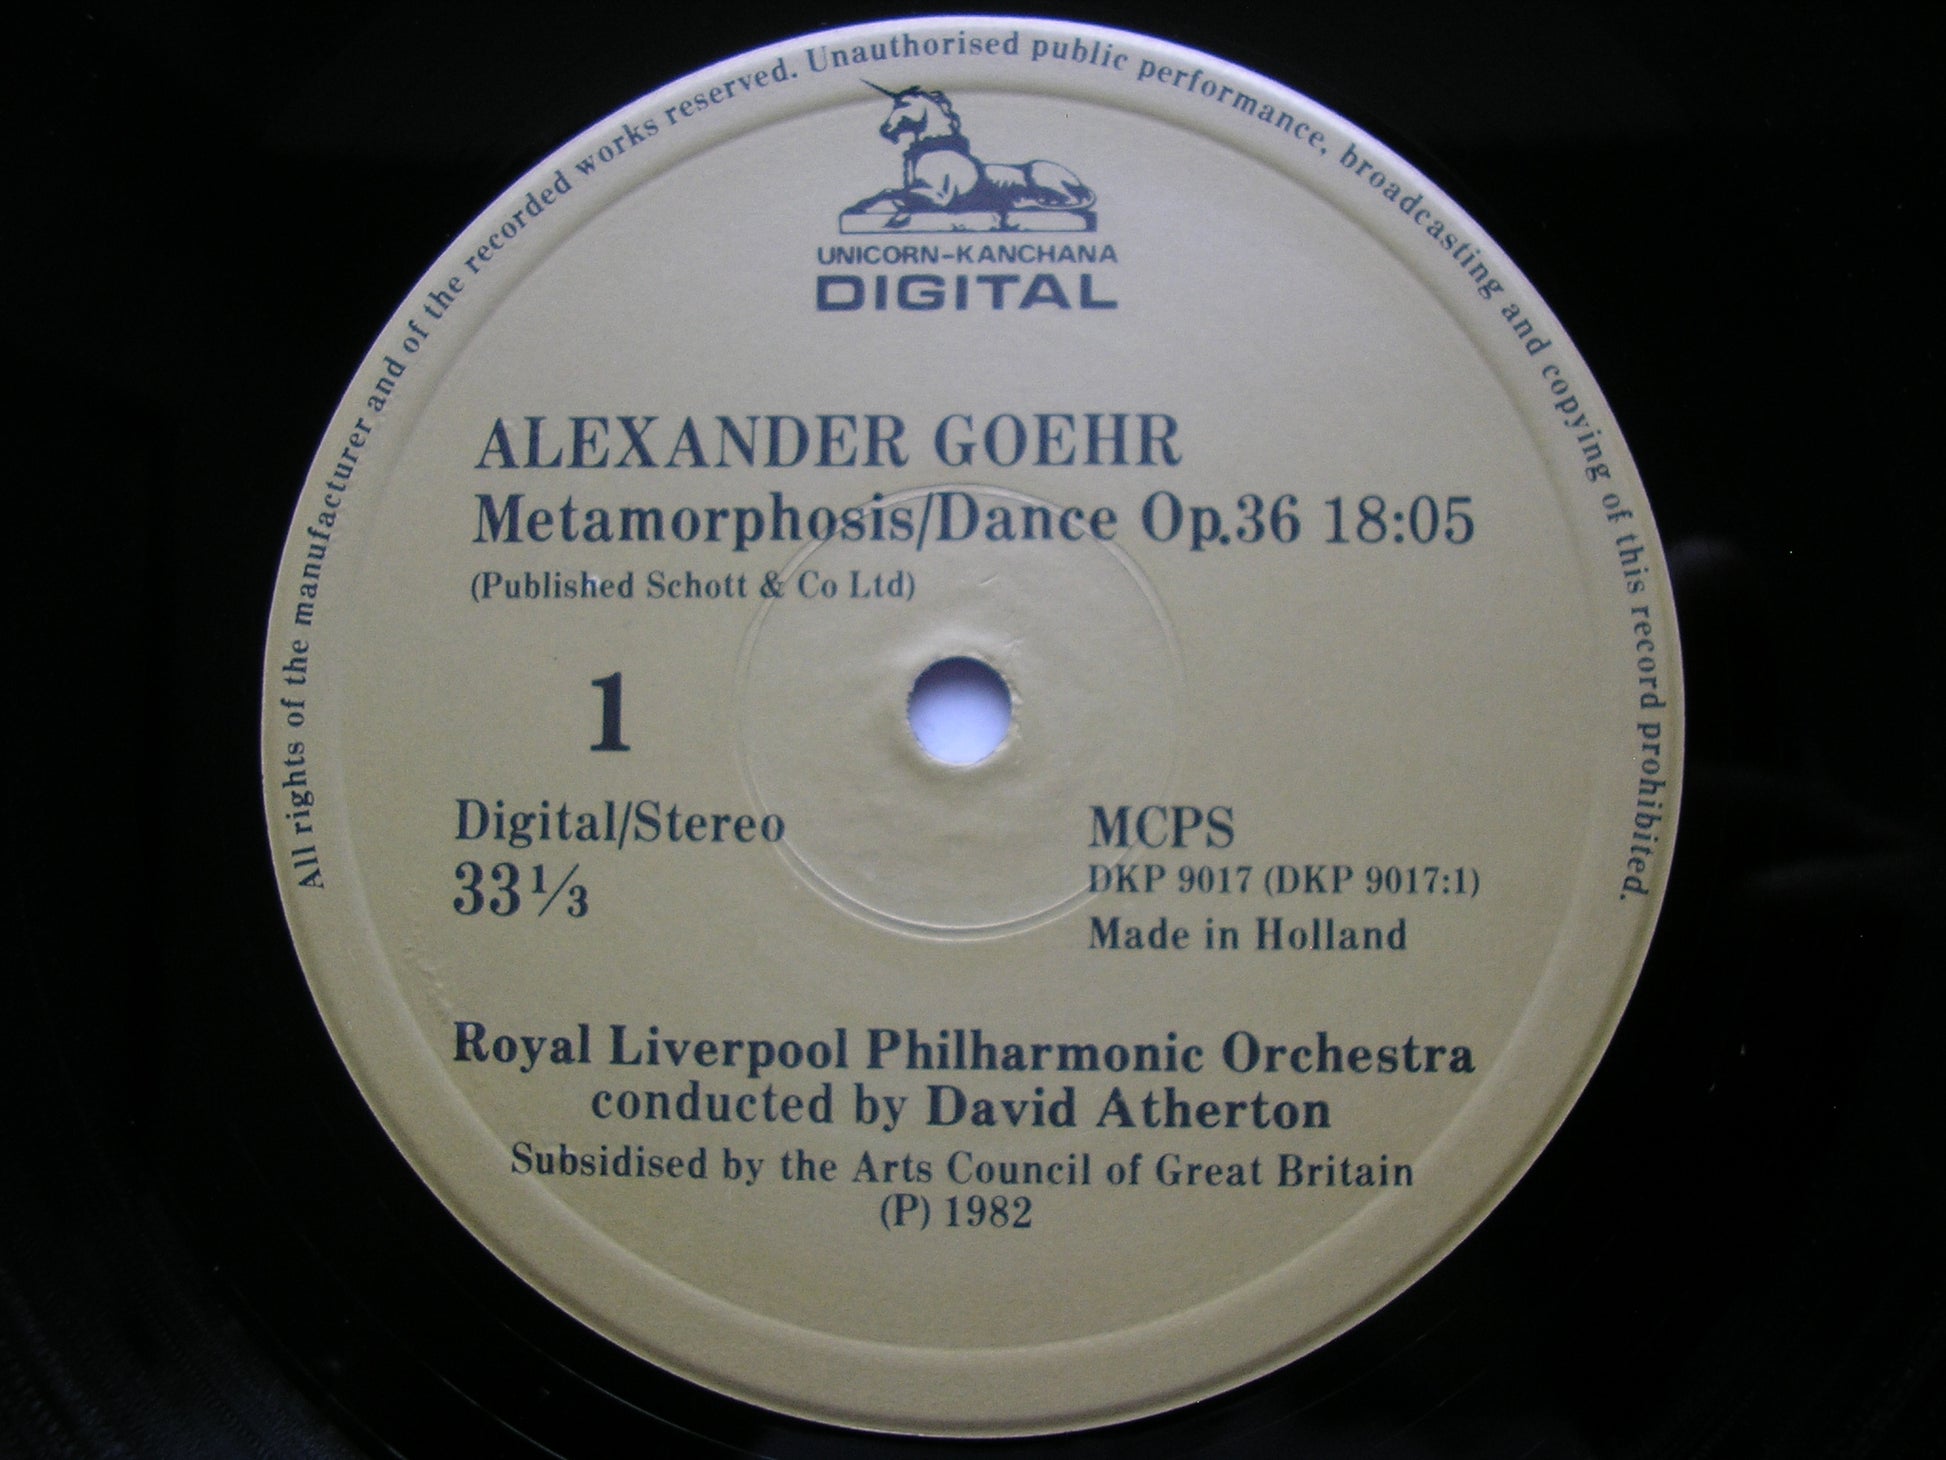 All rights of the manufacturer and of the recorded works reserved. Unauthorised public performance, broadcasting and copying of this record prohibited.
UNICORN-KANCHANA
DIGITAL
ALEXANDER GOEHR
Metamorphosis/Dance Op.36 18:05
(Published Schott & Co Ltd)
1
Digital/Stereo
33⅓
MCPS
DKP 9017 (DKP 9017:1)
Made in Holland
Royal Liverpool Philharmonic Orchestra
conducted by David Atherton
Subsidised by the Arts Council of Great Britain
(P) 1982